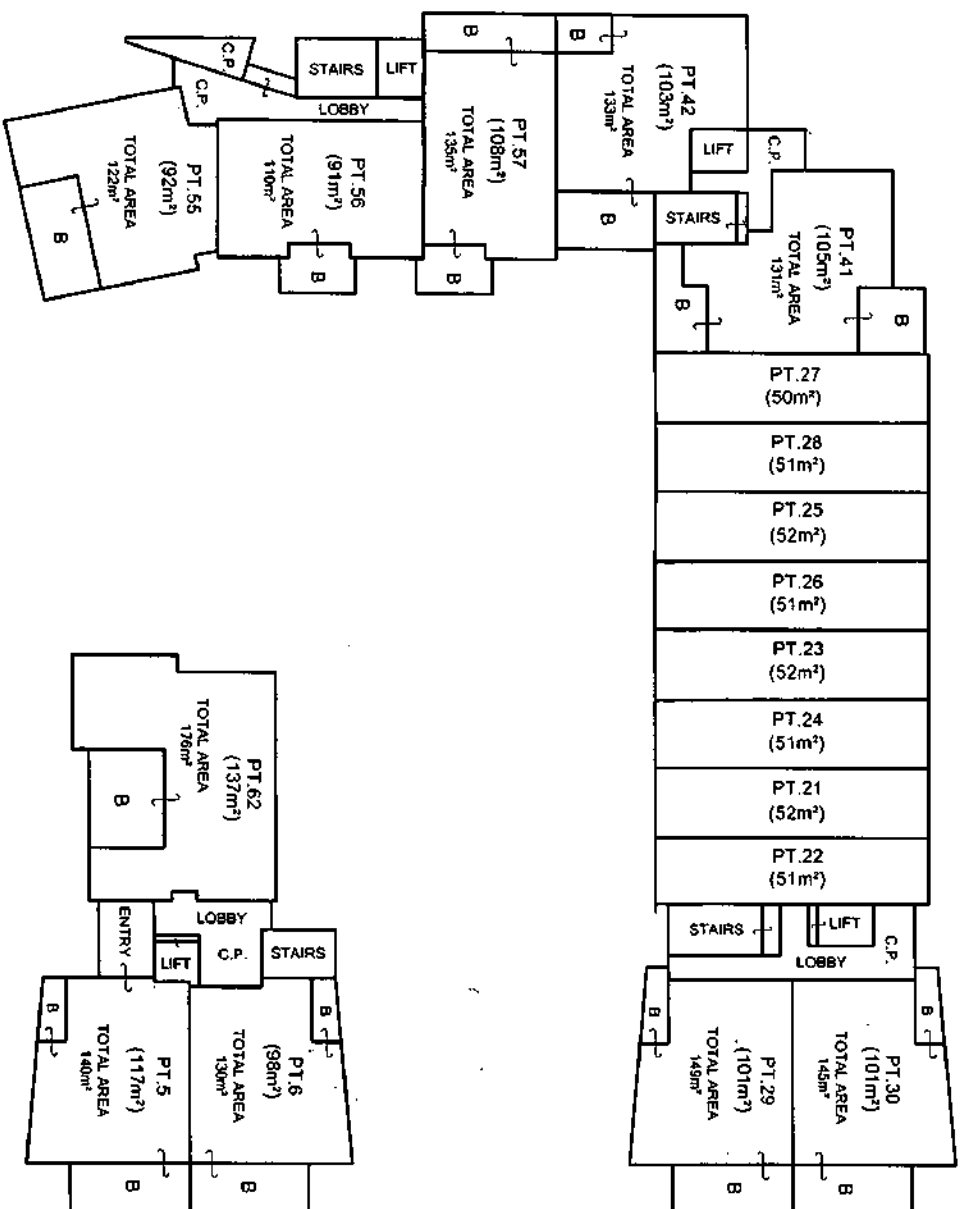 B
B
C.P.
STAIRS
LIFT
C.P.
LOBBY
PT.42
(103m²)
TOTAL AREA
133m²
PT.57
(108m²)
TOTAL AREA
135m²
PT.56
(91m²)
TOTAL AREA
110m²
PT.55
(92m²)
TOTAL AREA
122m²
B
B
B
B
LIFT
C.P.
STAIRS
PT.41
(105m²)
TOTAL AREA
131m²
B
B
PT.27
(50m²)
PT.28
(51m²)
PT.25
(52m²)
PT.26
(51m²)
PT.23
(52m²)
PT.24
(51m²)
PT.21
(52m²)
PT.22
(51m²)
STAIRS
LIFT
C.P.
LOBBY
B
B
PT.30
(101m²)
TOTAL AREA
145m²
PT.29
(101m²)
TOTAL AREA
149m²
B
B
PT.62
(137m²)
TOTAL AREA
176m²
B
ENTRY
LOBBY
LIFT
C.P.
STAIRS
B
B
PT.6
(98m²)
TOTAL AREA
130m²
PT.5
(117m²)
TOTAL AREA
140m²
B
B